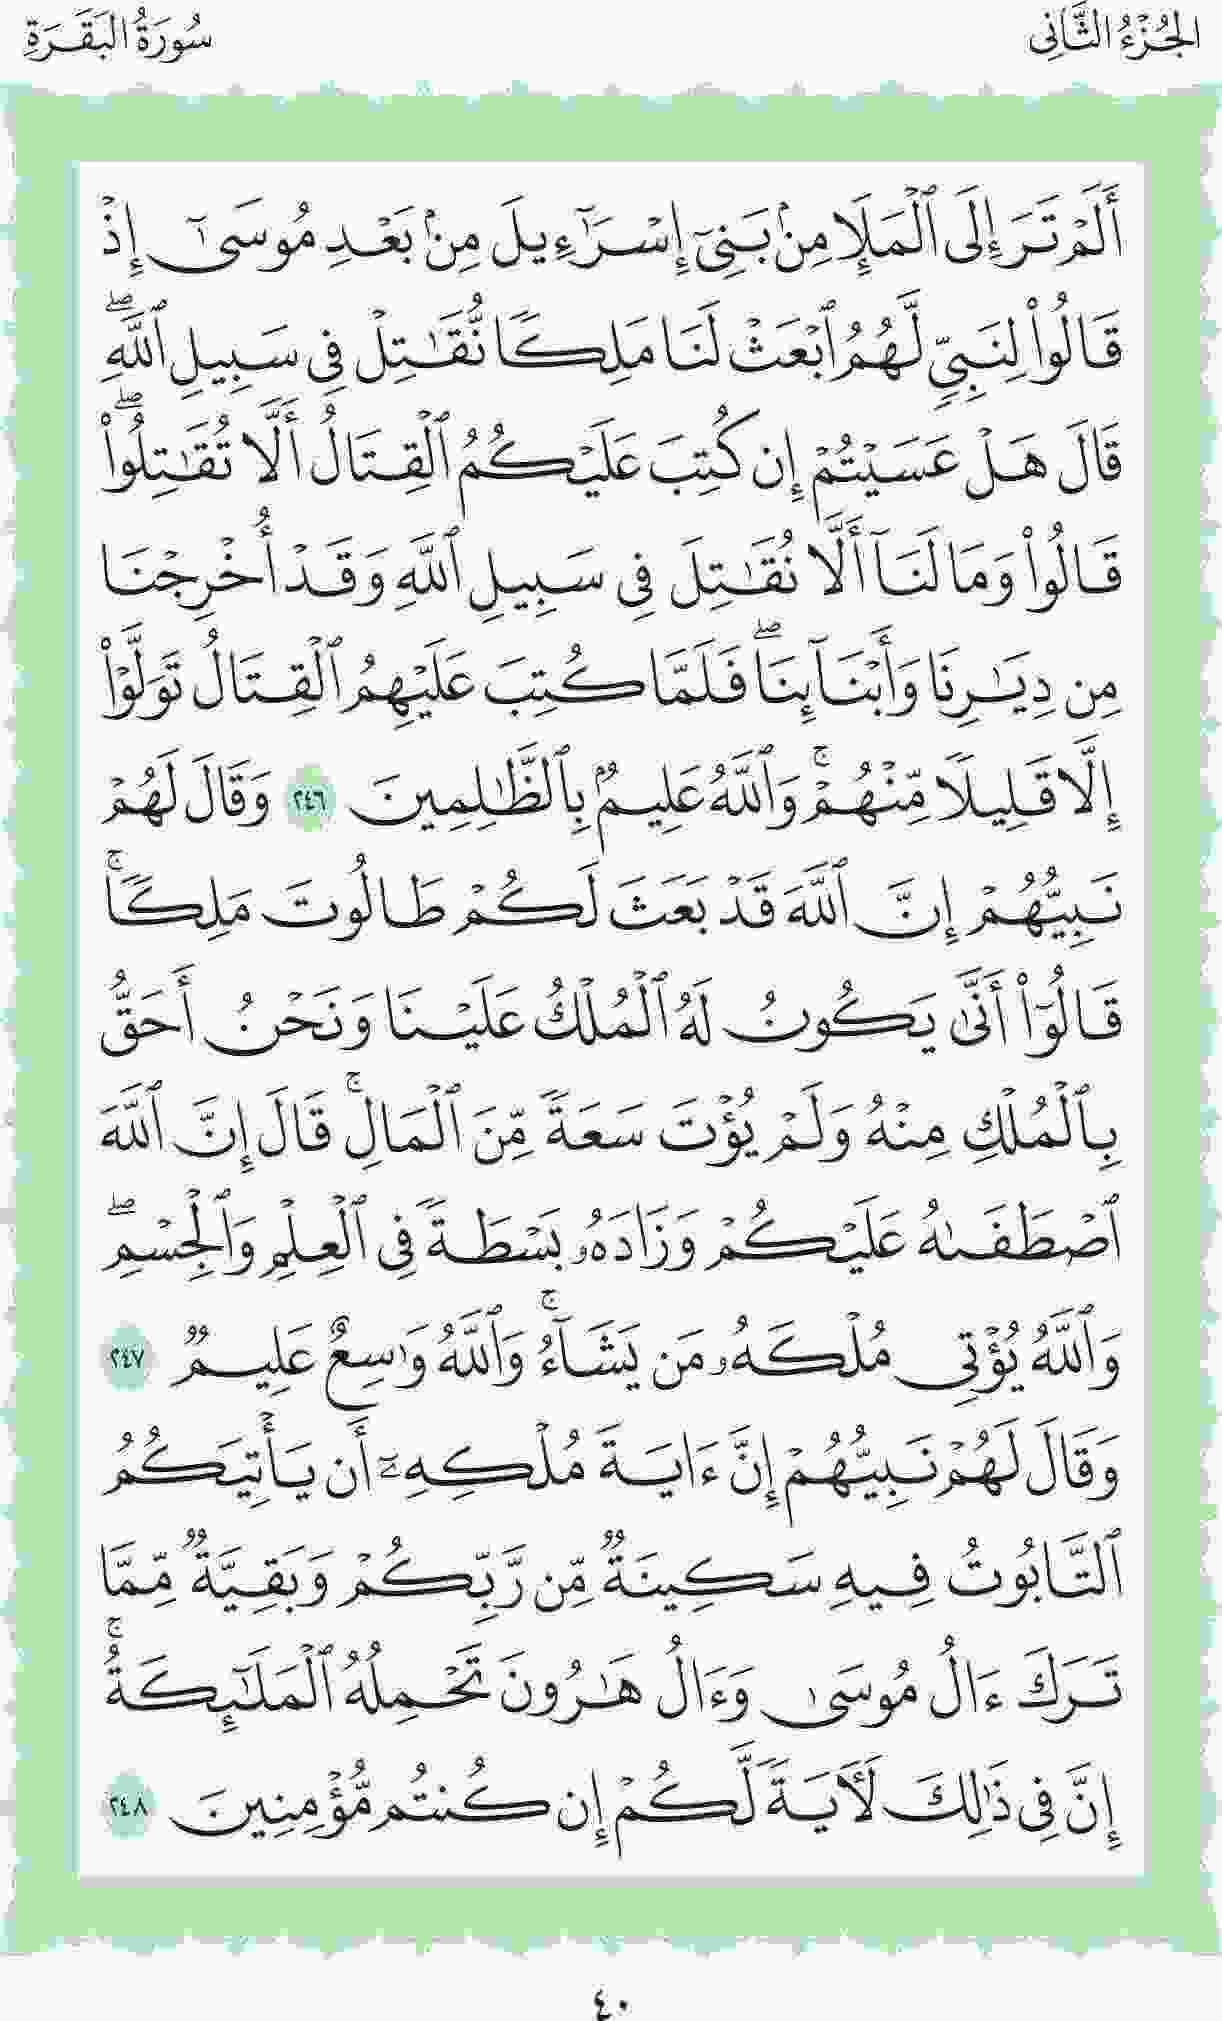 الجُزْءُ الثَّانِى
سُورَةُ البَقَرَةِ
أَلَمْ تَرَ إِلَى ٱلْمَلَإِ مِنۢ بَنِىٓ إِسْرَٰٓءِيلَ مِنۢ بَعْدِ مُوسَىٰٓ إِذْ
قَالُوا۟ لِنَبِىٍّ لَّهُمُ ٱبْعَثْ لَنَا مَلِكًا نُّقَٰتِلْ فِى سَبِيلِ ٱللَّهِۖ
قَالَ هَلْ عَسَيْتُمْ إِن كُتِبَ عَلَيْكُمُ ٱلْقِتَالُ أَلَّا تُقَٰتِلُوا۟ۖ
قَالُوا۟ وَمَا لَنَآ أَلَّا نُقَٰتِلَ فِى سَبِيلِ ٱللَّهِ وَقَدْ أُخْرِجْنَا
مِن دِيَٰرِنَا وَأَبْنَآئِنَاۖ فَلَمَّا كُتِبَ عَلَيْهِمُ ٱلْقِتَالُ تَوَلَّوْا۟
إِلَّا قَلِيلًا مِّنْهُمْۚ وَٱللَّهُ عَلِيمٌۢ بِٱلظَّٰلِمِينَ ٢٤٦ وَقَالَ لَهُمْ
نَبِيُّهُمْ إِنَّ ٱللَّهَ قَدْ بَعَثَ لَكُمْ طَالُوتَ مَلِكًاۚ
قَالُوٓا۟ أَنَّىٰ يَكُونُ لَهُ ٱلْمُلْكُ عَلَيْنَا وَنَحْنُ أَحَقُّ
بِٱلْمُلْكِ مِنْهُ وَلَمْ يُؤْتَ سَعَةً مِّنَ ٱلْمَالِۚ قَالَ إِنَّ ٱللَّهَ
ٱصْطَفَىٰهُ عَلَيْكُمْ وَزَادَهُۥ بَسْطَةً فِى ٱلْعِلْمِ وَٱلْجِسْمِۖ
وَٱللَّهُ يُؤْتِى مُلْكَهُۥ مَن يَشَآءُۚ وَٱللَّهُ وَٰسِعٌ عَلِيمٌ ٢٤٧
وَقَالَ لَهُمْ نَبِيُّهُمْ إِنَّ ءَايَةَ مُلْكِهِۦٓ أَن يَأْتِيَكُمُ
ٱلتَّابُوتُ فِيهِ سَكِينَةٌ مِّن رَّبِّكُمْ وَبَقِيَّةٌ مِّمَّا
تَرَكَ ءَالُ مُوسَىٰ وَءَالُ هَٰرُونَ تَحْمِلُهُ ٱلْمَلَٰٓئِكَةُۚ
إِنَّ فِى ذَٰلِكَ لَءَايَةً لَّكُمْ إِن كُنتُم مُّؤْمِنِينَ ٢٤٨
٤٠